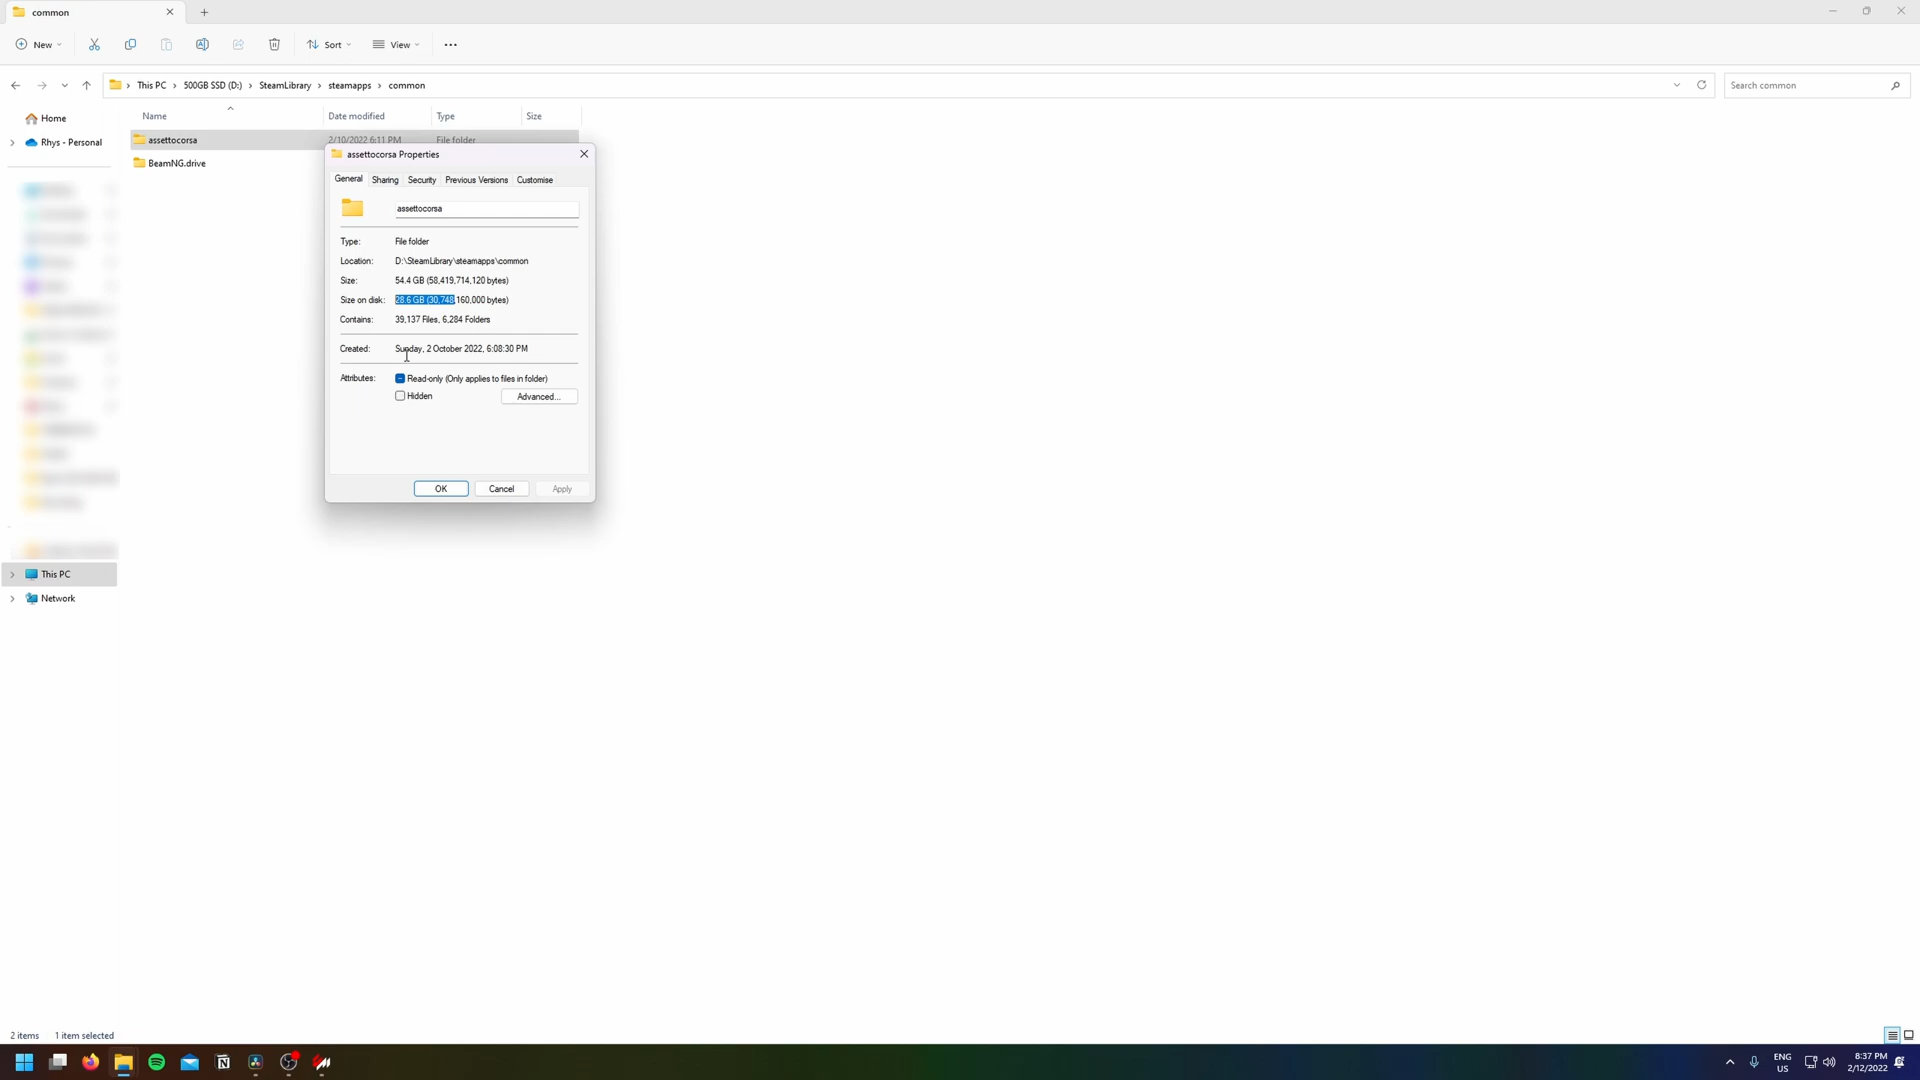 common
New
Sort
View
This PC
500GB SSD (D:)
SteamLibrary
steamapps
common
Search common
Home
Rhys - Personal
This PC
Network
Name
Date modified
Type
Size
assettocorsa
2/10/2022 6:11 PM
File folder
BeamNG.drive
assettocorsa Properties
General
Sharing
Security
Previous Versions
Customise
assettocorsa
Type: File folder
Location: D:\SteamLibrary\steamapps\common
Size: 54.4 GB (58,419,714,120 bytes)
Size on disk: 28.6 GB (30,748,160,000 bytes)
Contains: 39,137 Files, 6,284 Folders
Created: Sunday, 2 October 2022, 6:08:30 PM
Attributes: Read-only (Only applies to files in folder)
Hidden
Advanced...
OK
Cancel
Apply
2 items
1 item selected
ENG
US
8:37 PM
2/12/2022